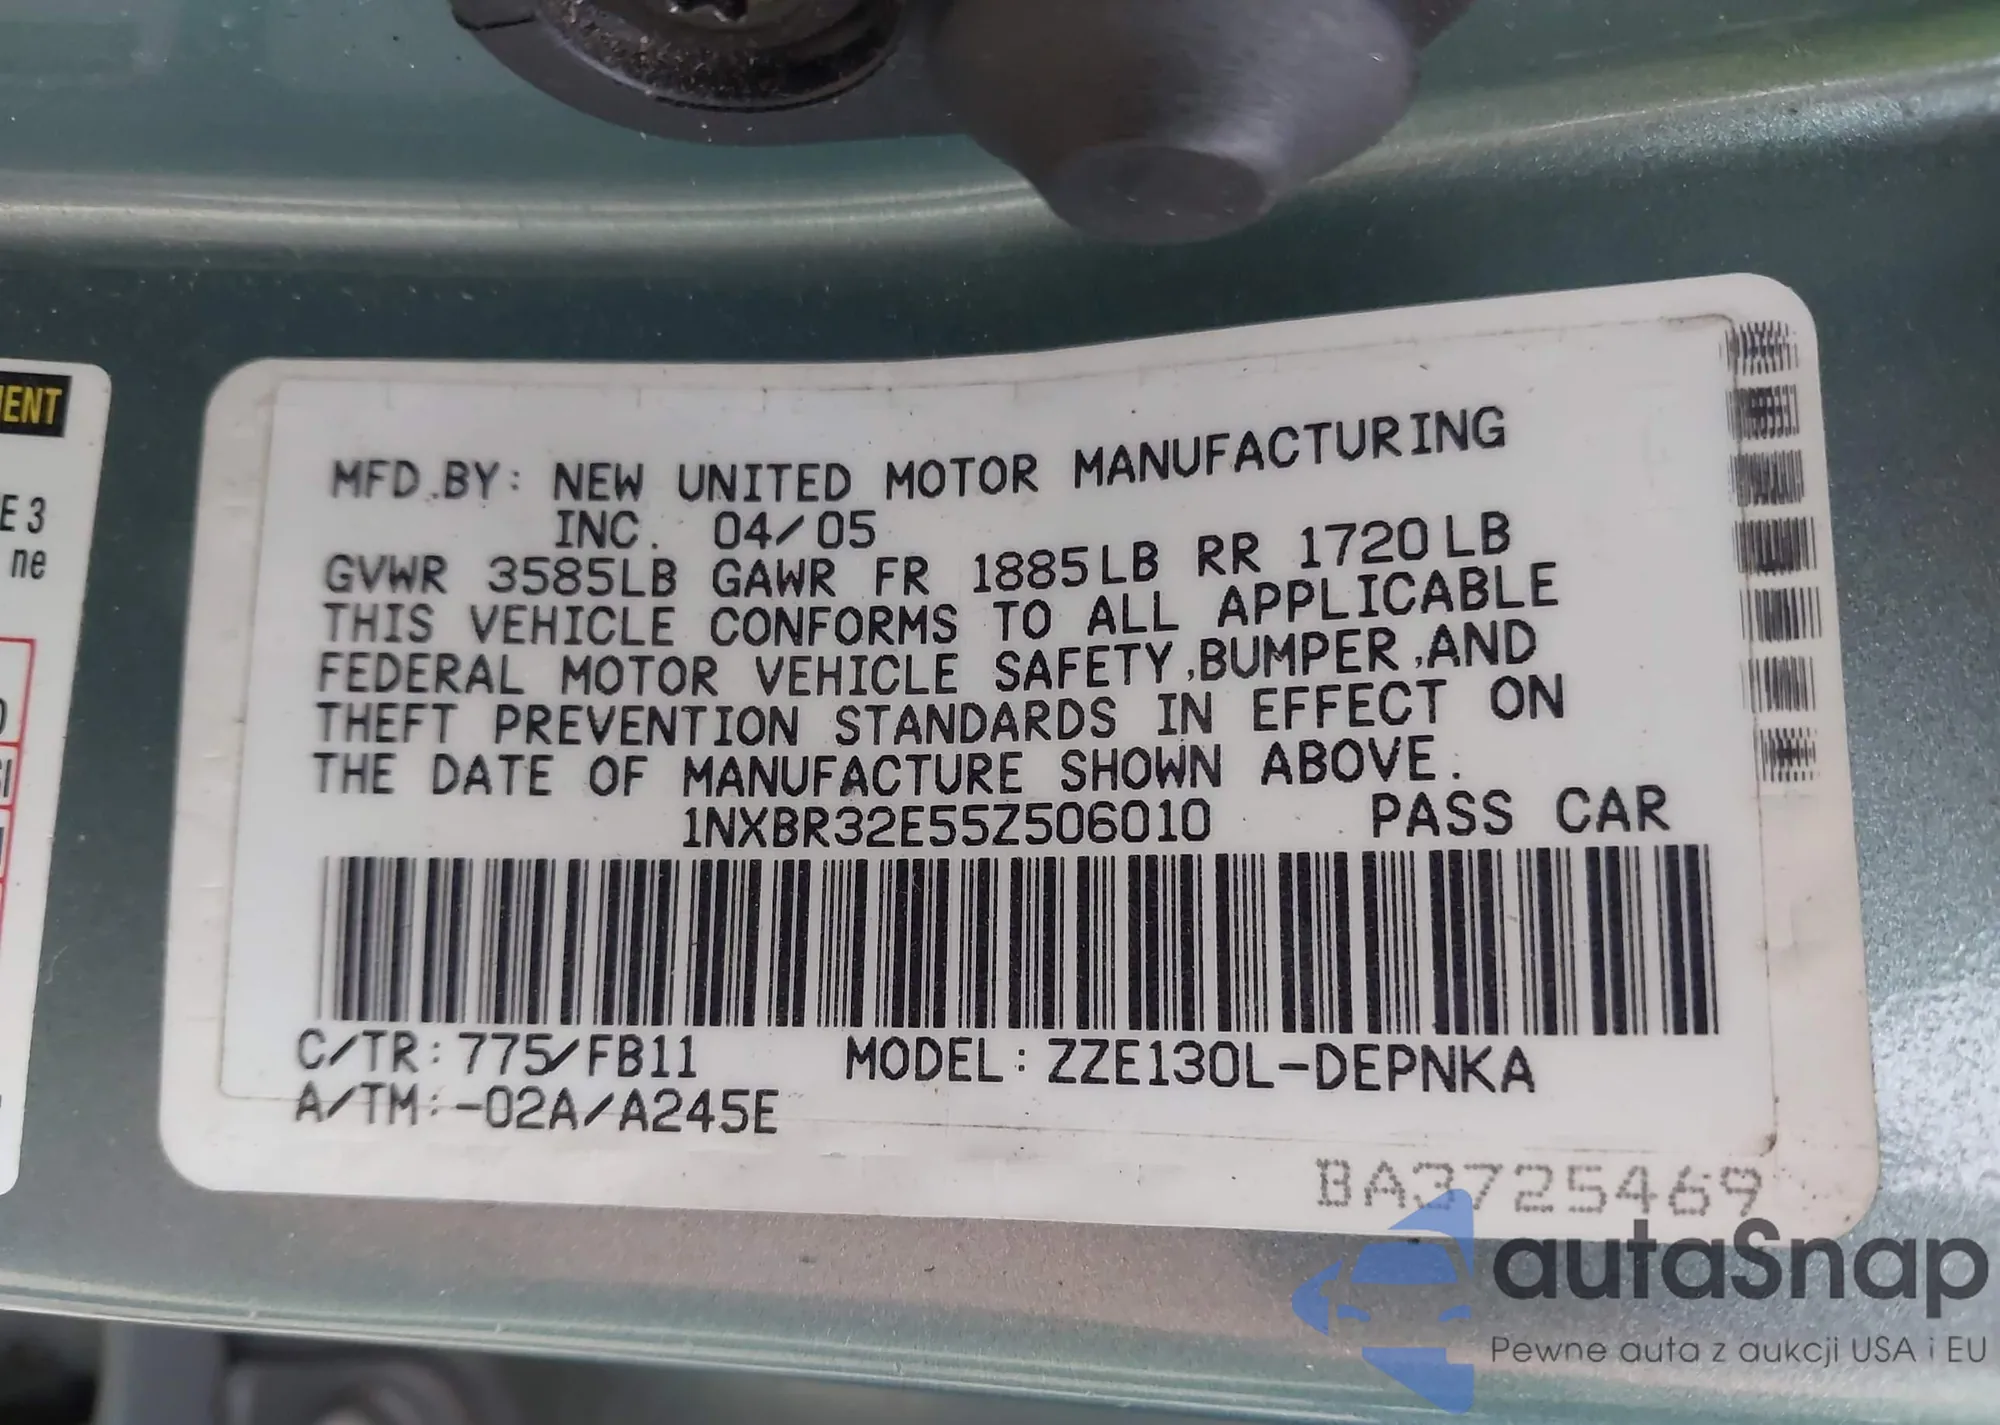 MENT
E 3
ne
MFD.BY: NEW UNITED MOTOR MANUFACTURING
INC. 04/05
GVWR 3585LB GAWR FR 1885LB RR 1720LB
THIS VEHICLE CONFORMS TO ALL APPLICABLE
FEDERAL MOTOR VEHICLE SAFETY,BUMPER,AND
THEFT PREVENTION STANDARDS IN EFFECT ON
THE DATE OF MANUFACTURE SHOWN ABOVE.
1NXBR32E55Z506010 PASS CAR
C/TR:775/FB11 MODEL:ZZE130L-DEPNKA
A/TM:-02A/A245E
BA3725469
autaSnap
Pewne auta z aukcji USA i EU